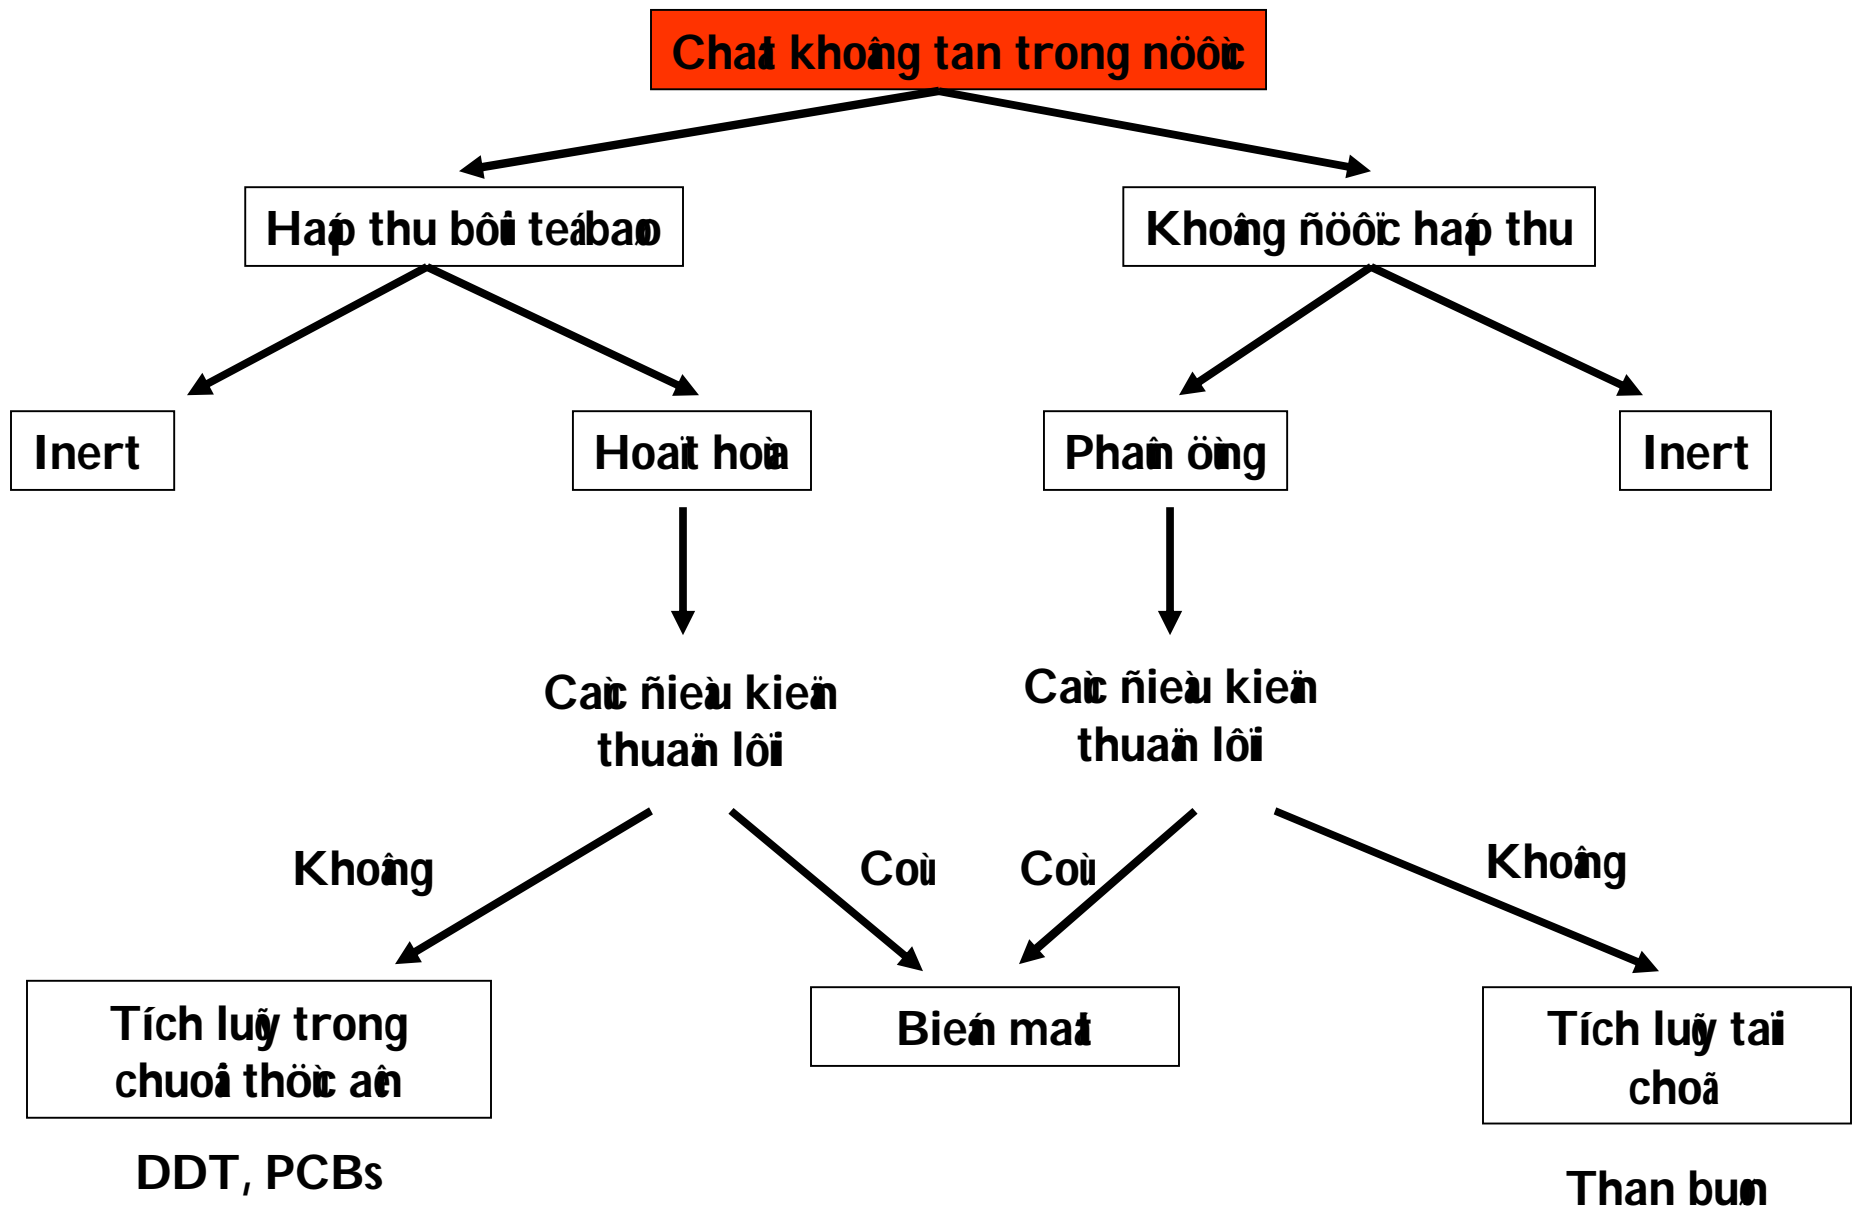 Chaát khoâng tan trong nöôùc
Haáp thu bôûi teá baøo
Khoâng ñöôïc haáp thu
Inert
Hoaït hoùa
Phaûn öùng
Inert
Caùc ñieàu kieän
thuaän lôïi
Caùc ñieàu kieän
thuaän lôïi
Khoâng
Coù
Coù
Khoâng
Tích luõy trong
chuoãi thöùc aên
Bieán maát
Tích luõy taïi
choã
DDT, PCBs
Than buøn